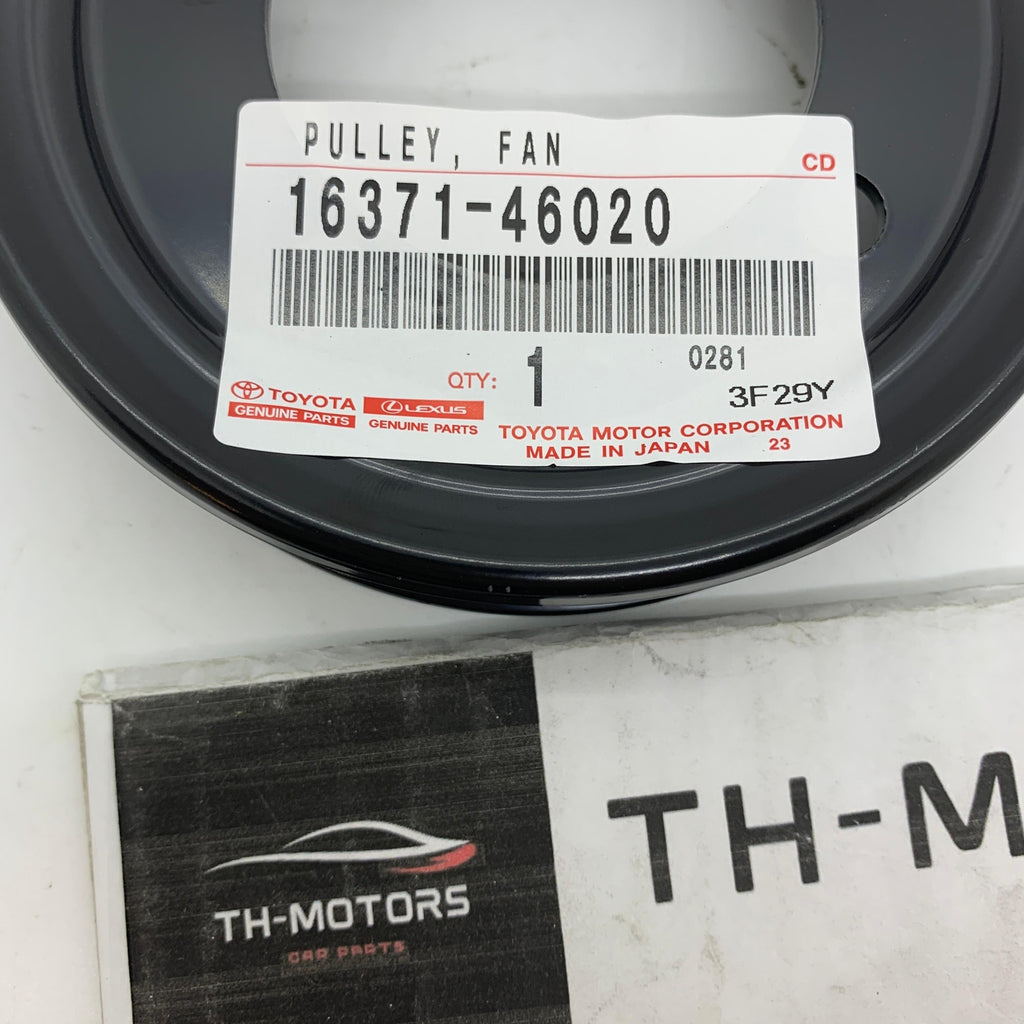 PULLEY, FAN
CD
16371-46020
QTY: 1
0281
3F29Y
TOYOTA
GENUINE PARTS
LEXUS
GENUINE PARTS
TOYOTA MOTOR CORPORATION
MADE IN JAPAN 23
TH-M
TH-MOTORS
CAR PARTS